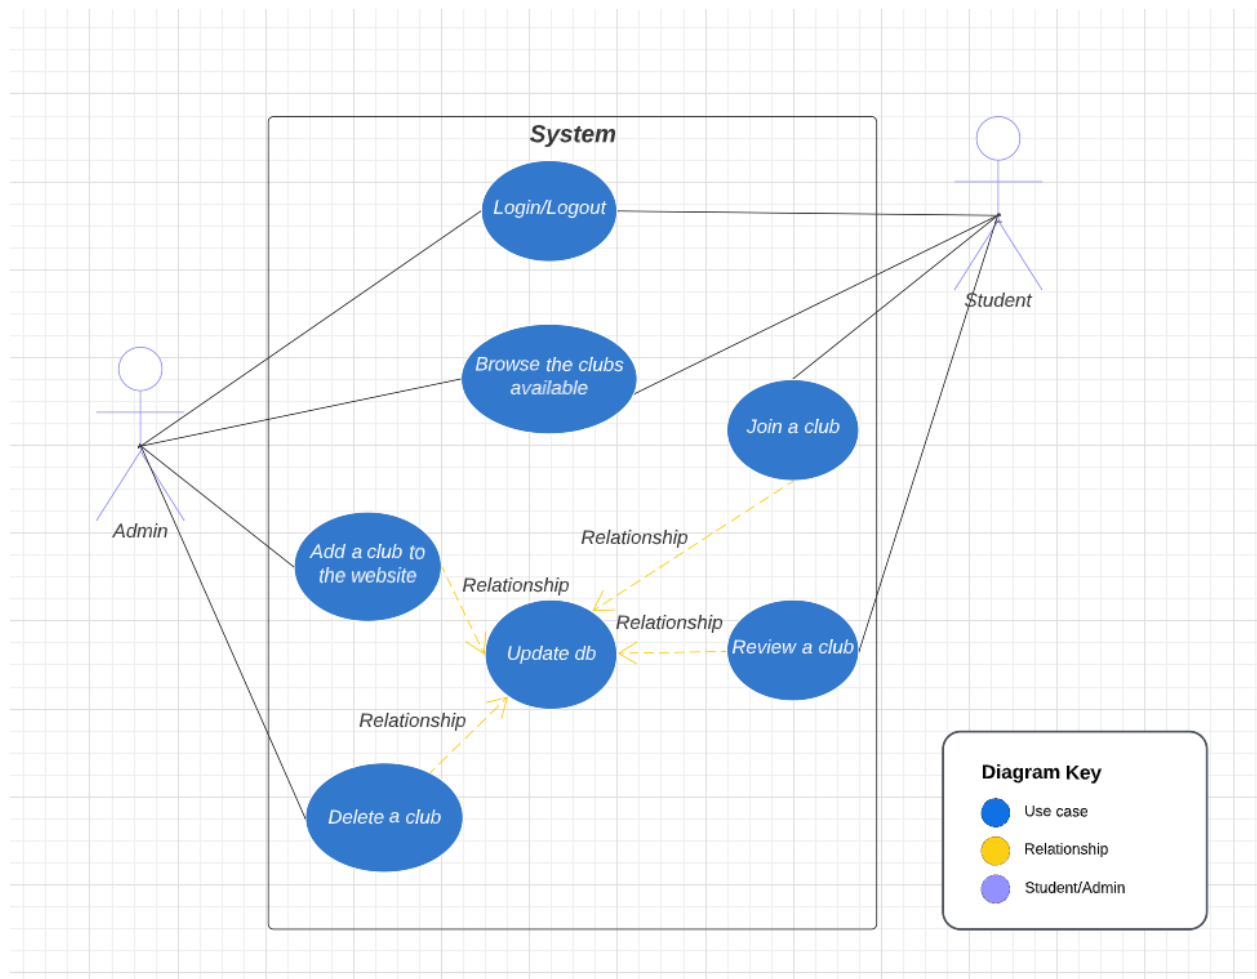 System
Login/Logout
Student
Browse the clubs
available
Join a club
Admin
Relationship
Add a club to
the website
Relationship
Relationship
Update db
Review a club
Relationship
Delete a club
Diagram Key
Use case
Relationship
Student/Admin